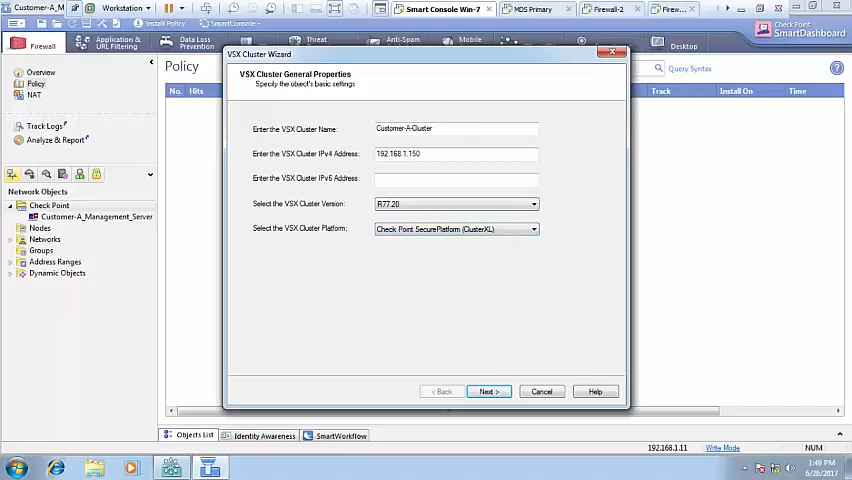 Customer-A_M
Workstation
Smart Console Win-7
MDS Primary
Firewall-2
Firew...
Install Policy
SmartConsole
Check Point
SmartDashboard
Firewall
Application &
URL Filtering
Data Loss
Prevention
Threat
Anti-Spam
Mobile
Desktop
Overview
Policy
NAT
Track Logs
Analyze & Report
Network Objects
Check Point
Customer-A_Management_Server
Nodes
Networks
Groups
Address Ranges
Dynamic Objects
Policy
Query Syntax
No. Hits
Track Install On Time
VSX Cluster Wizard
VSX Cluster General Properties
Specify the object's basic settings
Enter the VSX Cluster Name: Customer-A-Cluster
Enter the VSX Cluster IPv4 Address: 192.168.1.150
Enter the VSX Cluster IPv6 Address:
Select the VSX Cluster Version: R77.20
Select the VSX Cluster Platform: Check Point SecurePlatform (ClusterXL)
< Back Next > Cancel Help
Objects List Identity Awareness SmartWorkflow
192.168.1.11 Write Mode NUM
1:49 PM
6/26/2017